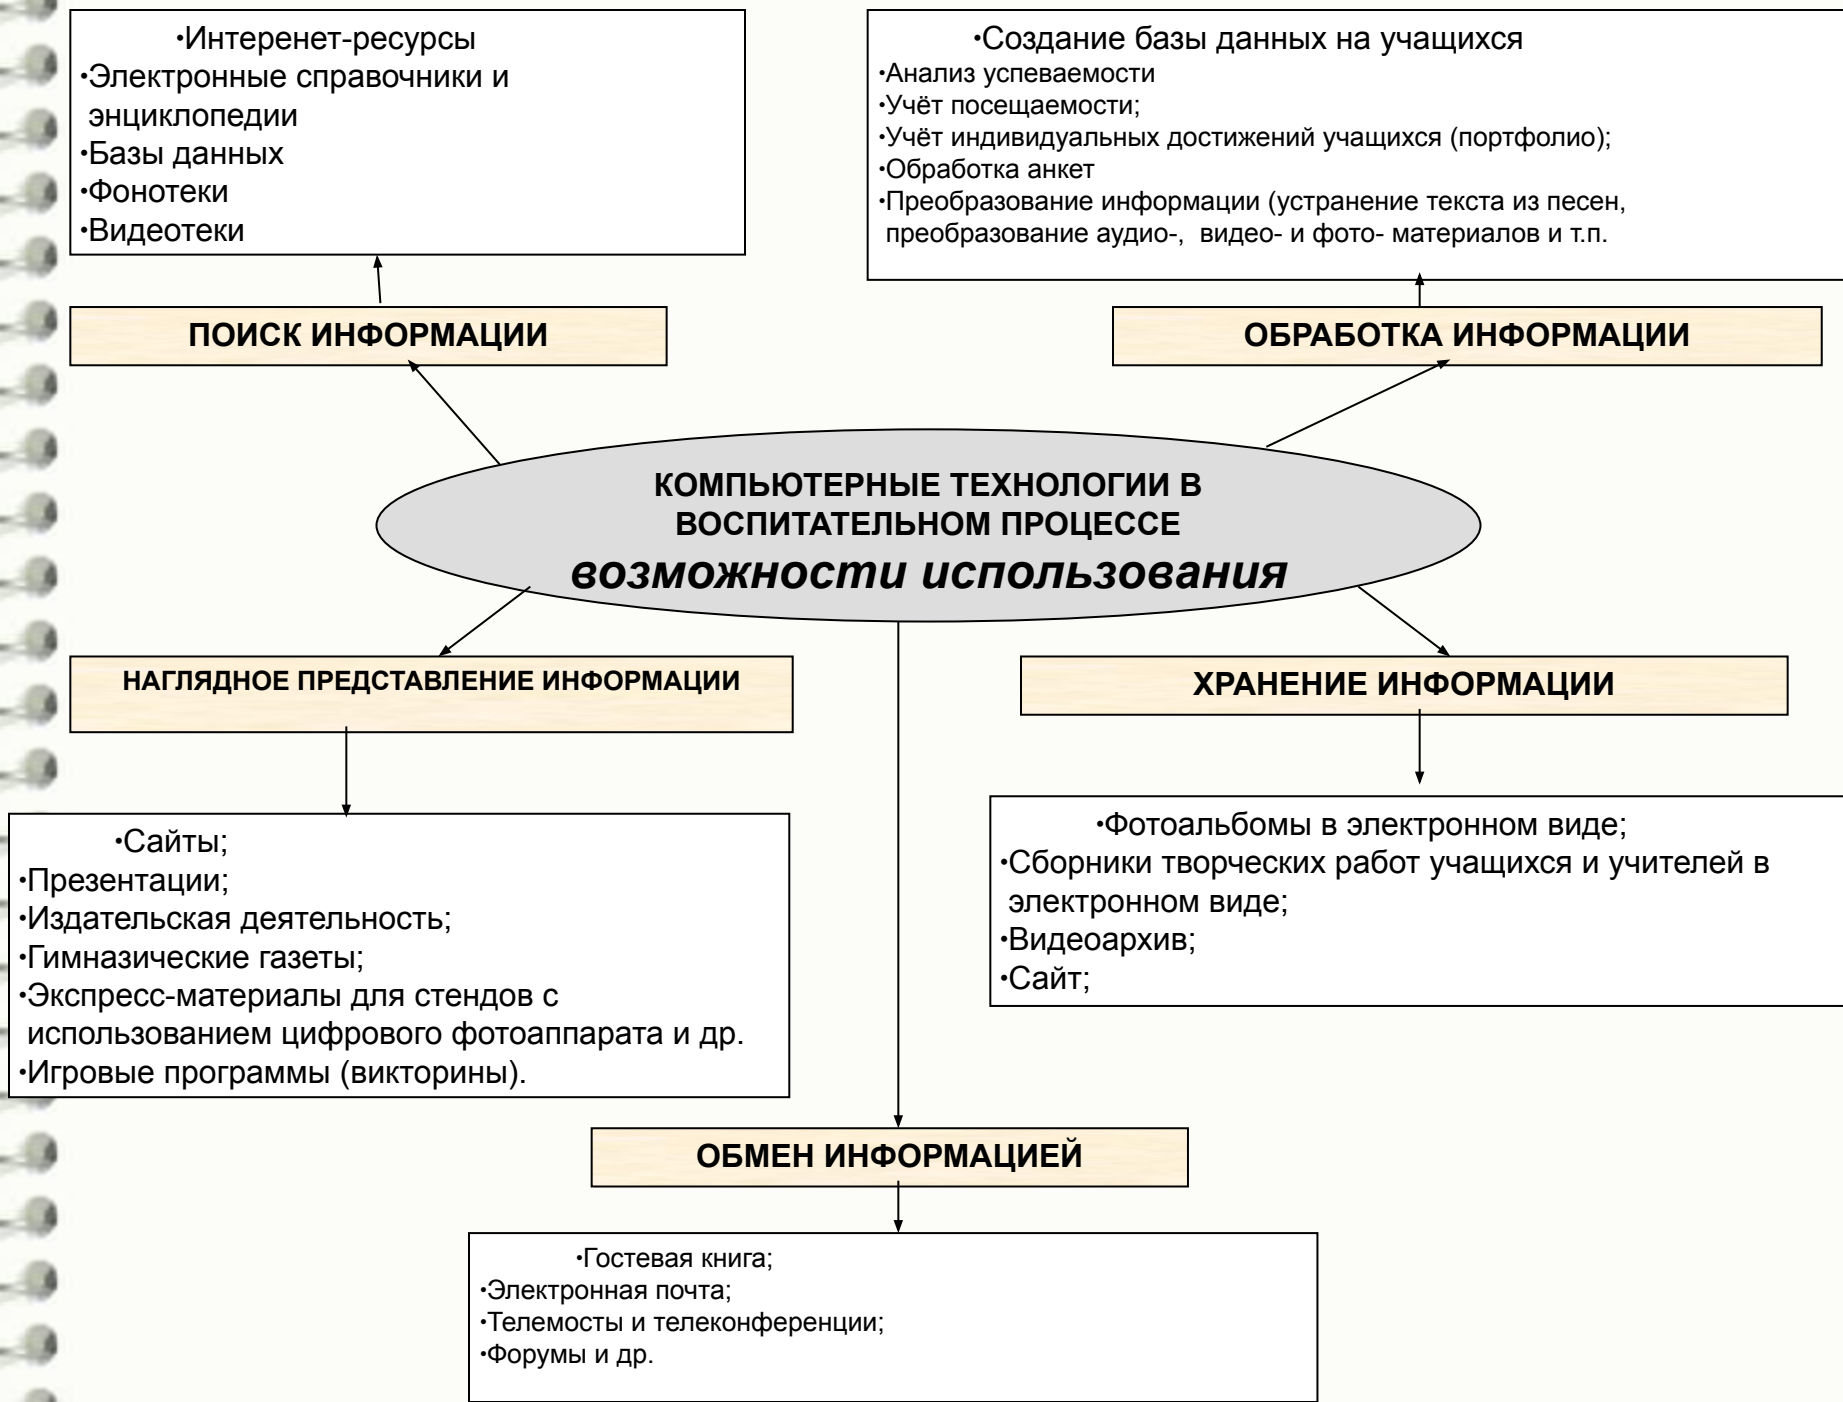 •Интеренет-ресурсы
•Электронные справочники и
энциклопедии
•Базы данных
•Фонотеки
•Видеотеки
•Создание базы данных на учащихся
•Анализ успеваемости
•Учёт посещаемости;
•Учёт индивидуальных достижений учащихся (портфолио);
•Обработка анкет
•Преобразование информации (устранение текста из песен,
преобразование аудио-, видео- и фото- материалов и т.п.
ПОИСК ИНФОРМАЦИИ
ОБРАБОТКА ИНФОРМАЦИИ
КОМПЬЮТЕРНЫЕ ТЕХНОЛОГИИ В
ВОСПИТАТЕЛЬНОМ ПРОЦЕССЕ
возможности использования
НАГЛЯДНОЕ ПРЕДСТАВЛЕНИЕ ИНФОРМАЦИИ
ХРАНЕНИЕ ИНФОРМАЦИИ
•Сайты;
•Презентации;
•Издательская деятельность;
•Гимназические газеты;
•Экспресс-материалы для стендов с
использованием цифрового фотоаппарата и др.
•Игровые программы (викторины).
•Фотоальбомы в электронном виде;
•Сборники творческих работ учащихся и учителей в
электронном виде;
•Видеоархив;
•Сайт;
ОБМЕН ИНФОРМАЦИЕЙ
•Гостевая книга;
•Электронная почта;
•Телемосты и телеконференции;
•Форумы и др.